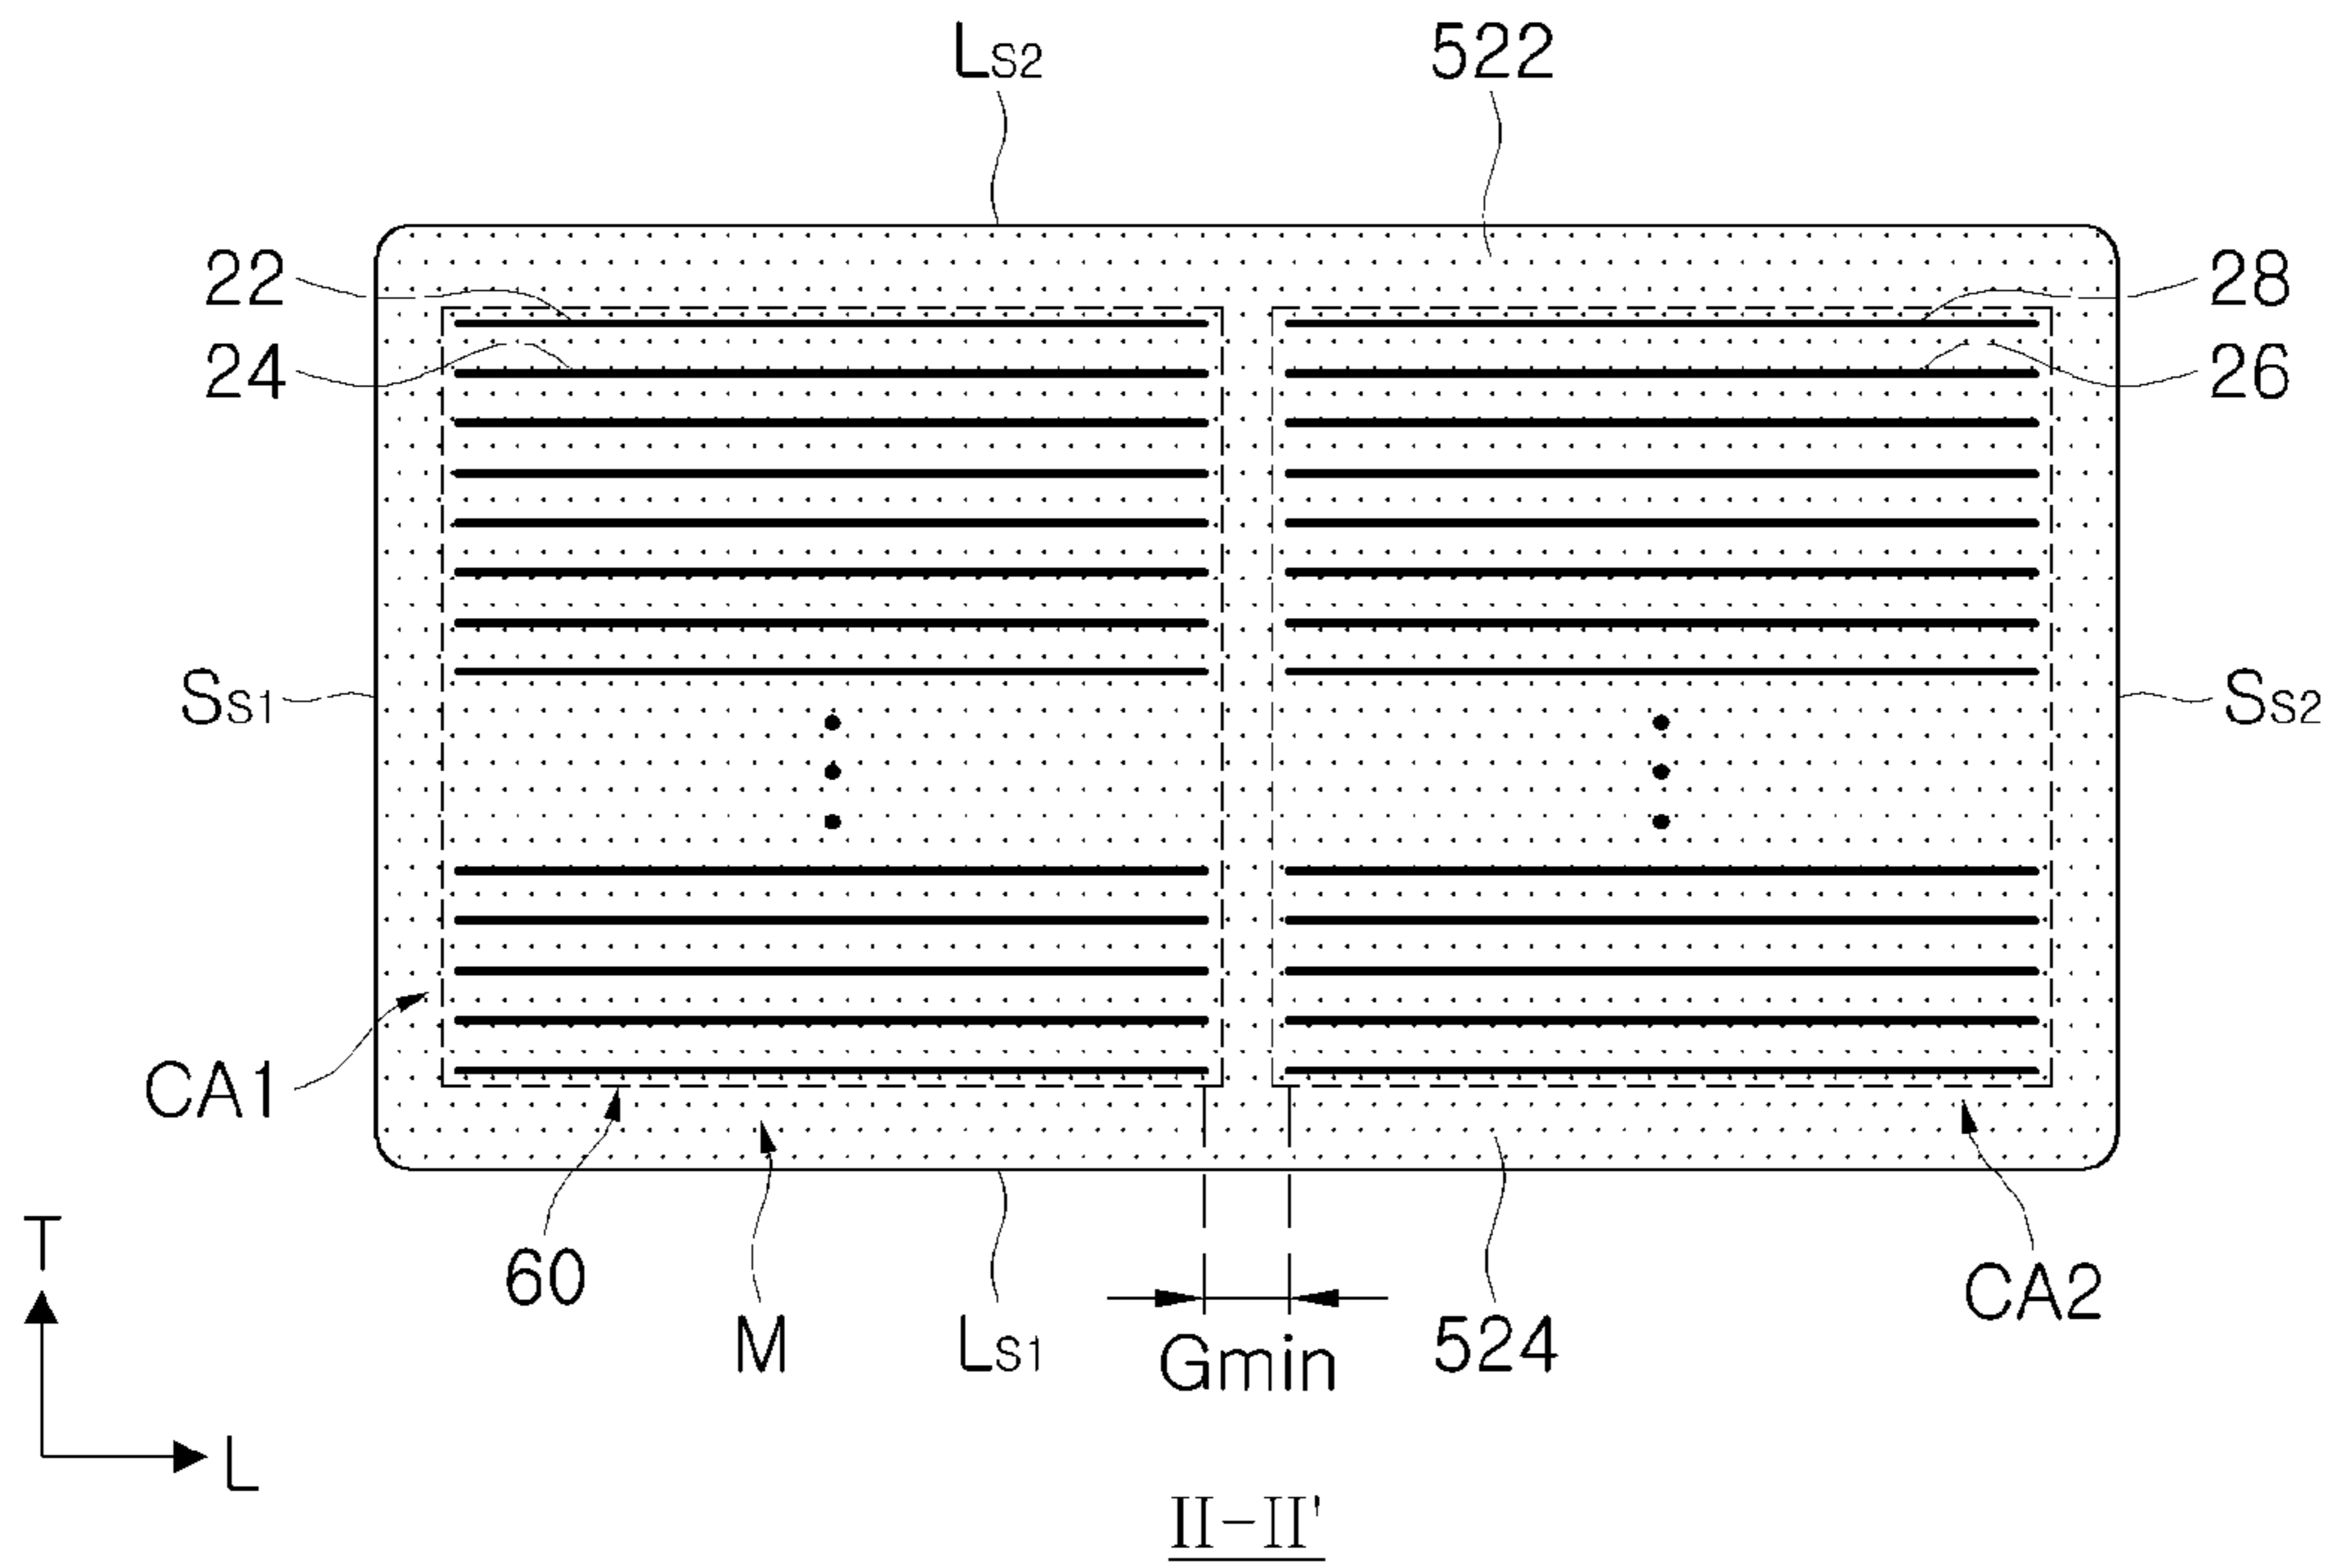 LS2 522
22 28
24 26
SS1 SS2
CA1
60 CA2
M LS1 Gmin 524
T
L
II-II'